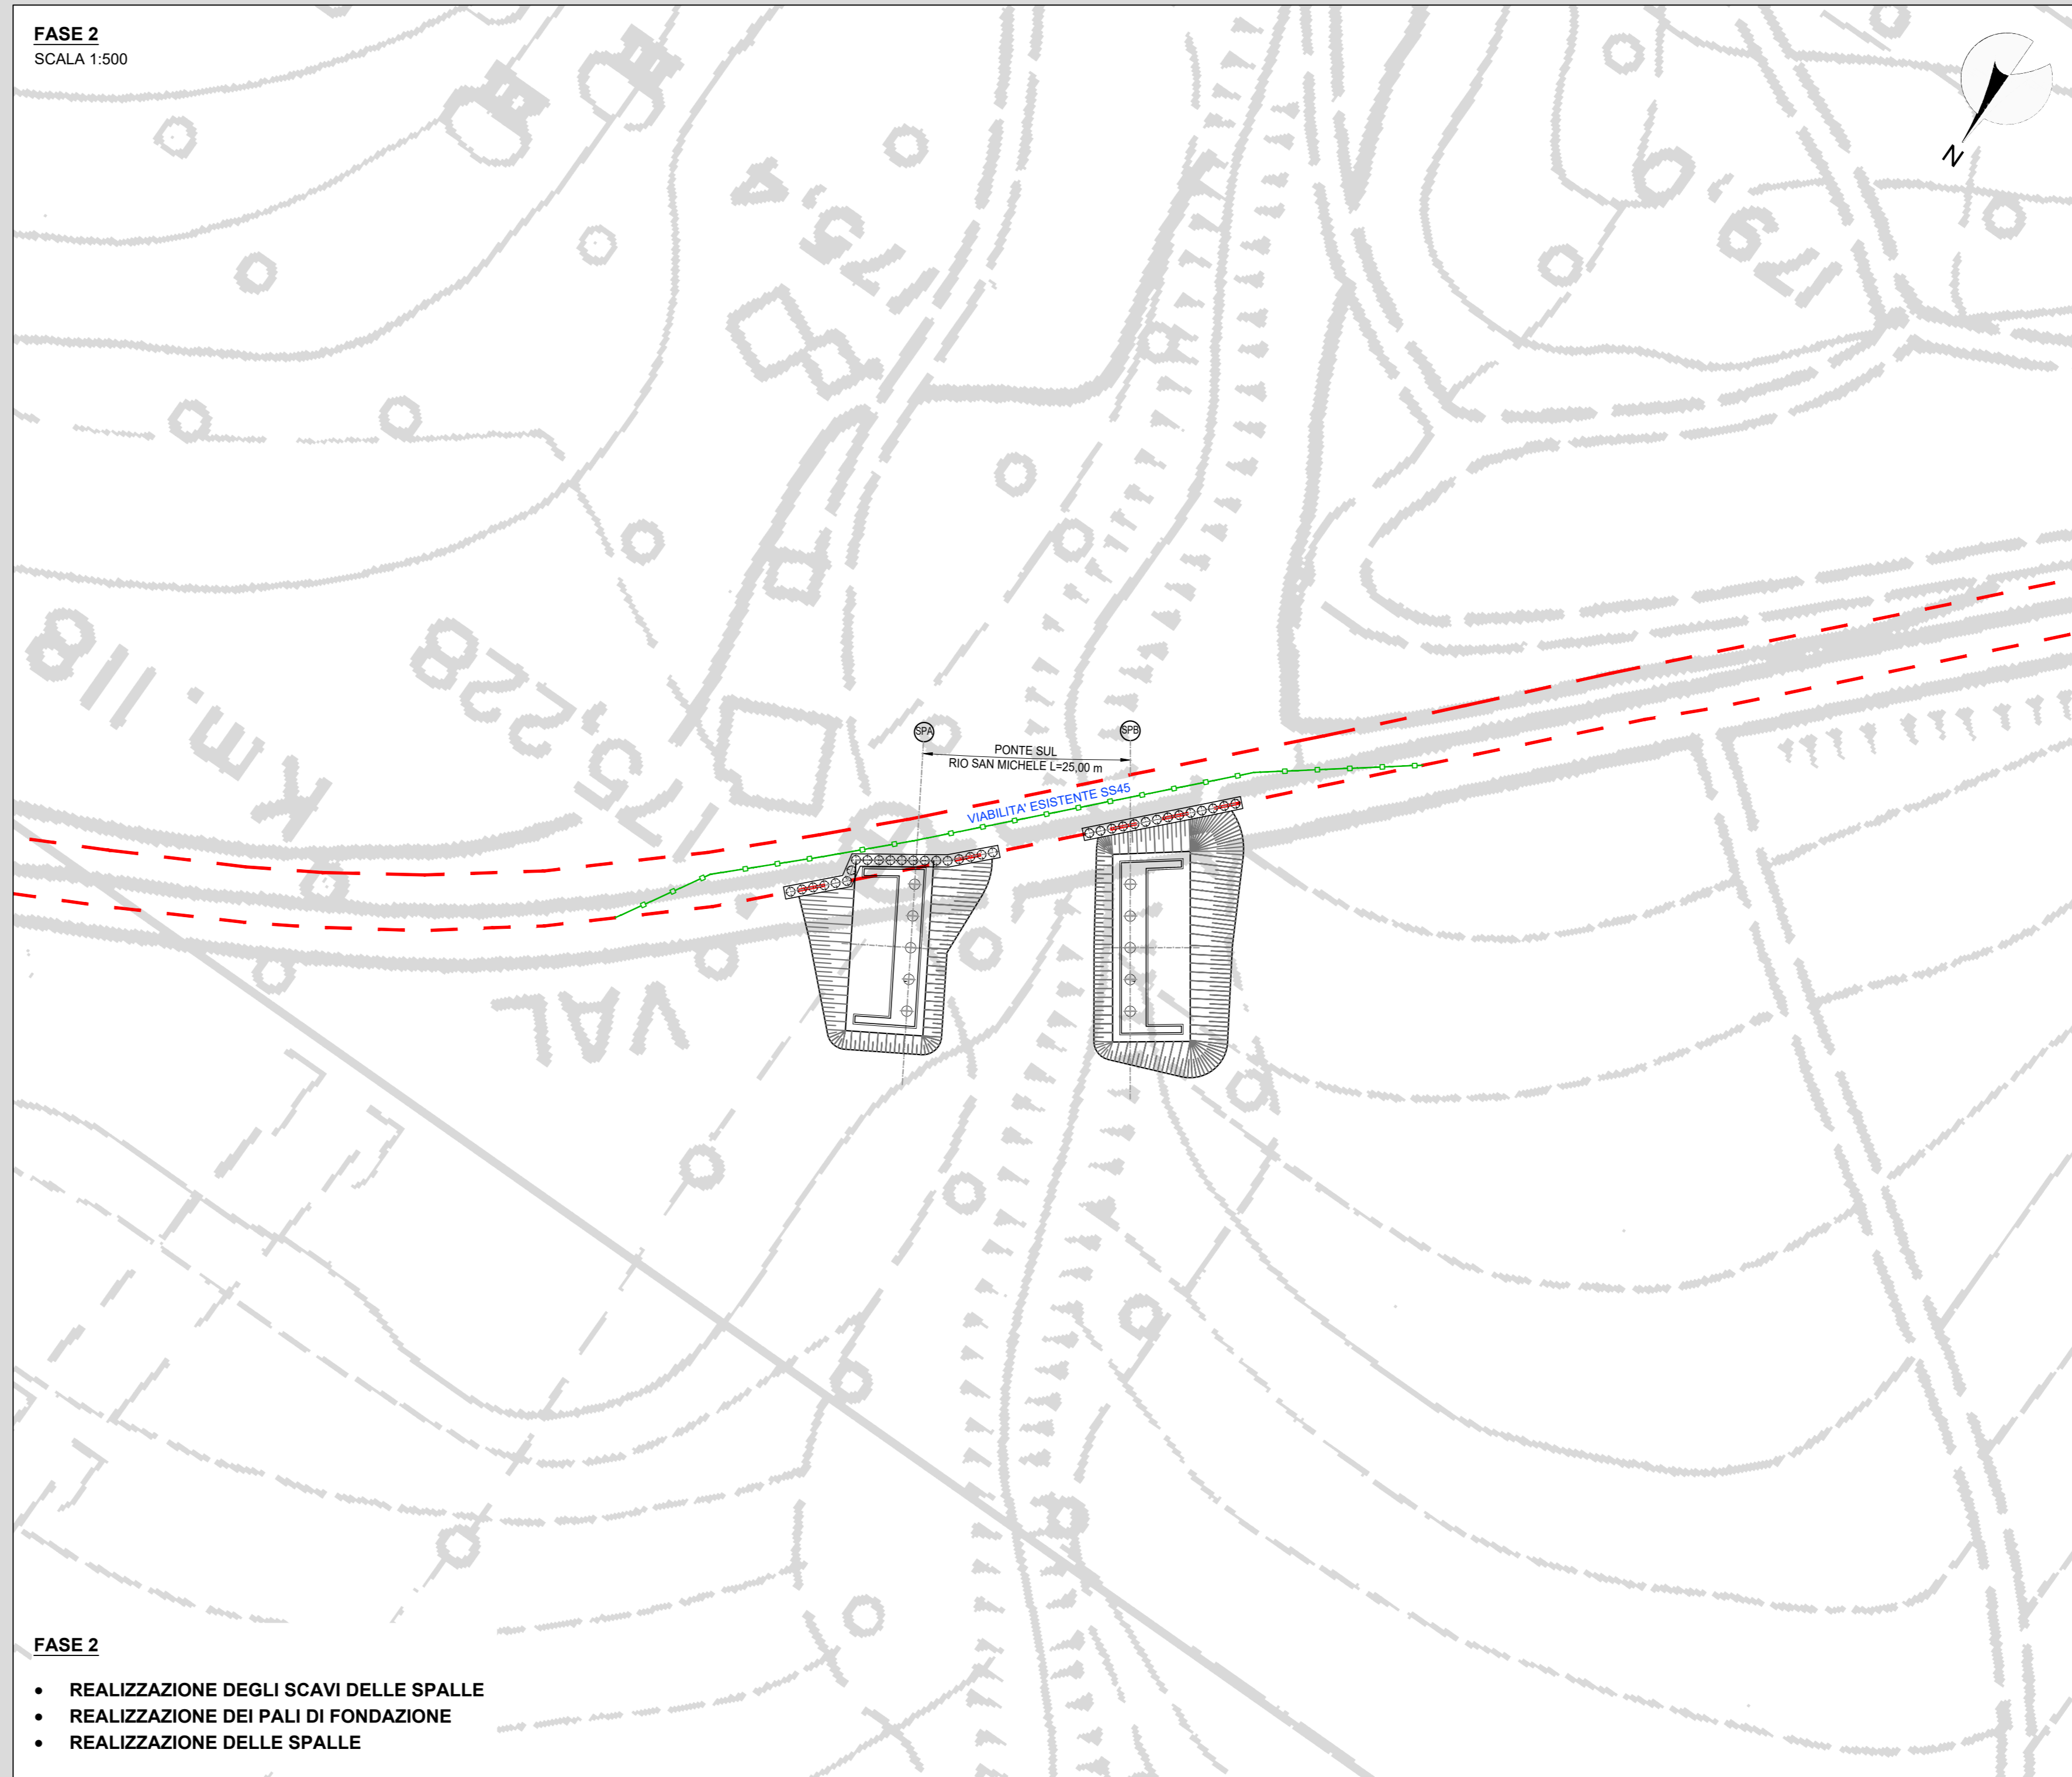 FASE 2
SCALA 1:500
N
175,4
179,9
Km. 118
175,228
SPA
SPB
PONTE SUL
RIO SAN MICHELE L=25,00 m
VIABILITA' ESISTENTE SS45
VAL
FASE 2
• REALIZZAZIONE DEGLI SCAVI DELLE SPALLE
• REALIZZAZIONE DEI PALI DI FONDAZIONE
• REALIZZAZIONE DELLE SPALLE